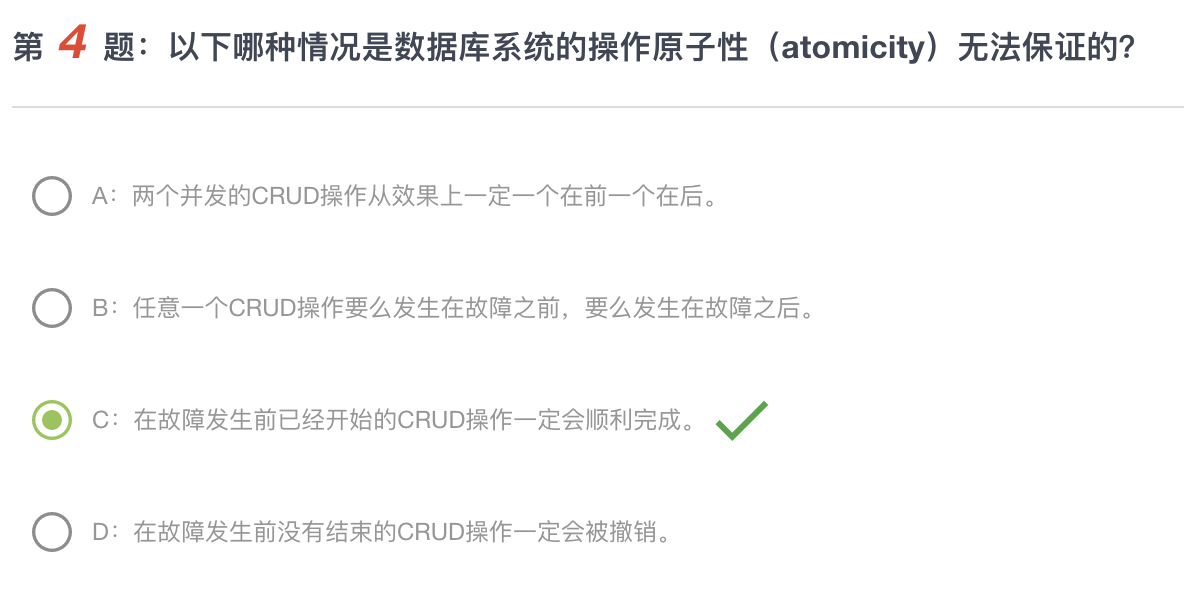 第 4 题：以下哪种情况是数据库系统的操作原子性（atomicity）无法保证的？
A：两个并发的CRUD操作从效果上一定一个在前一个在后。
B：任意一个CRUD操作要么发生在故障之前，要么发生在故障之后。
C：在故障发生前已经开始的CRUD操作一定会顺利完成。
D：在故障发生前没有结束的CRUD操作一定会被撤销。